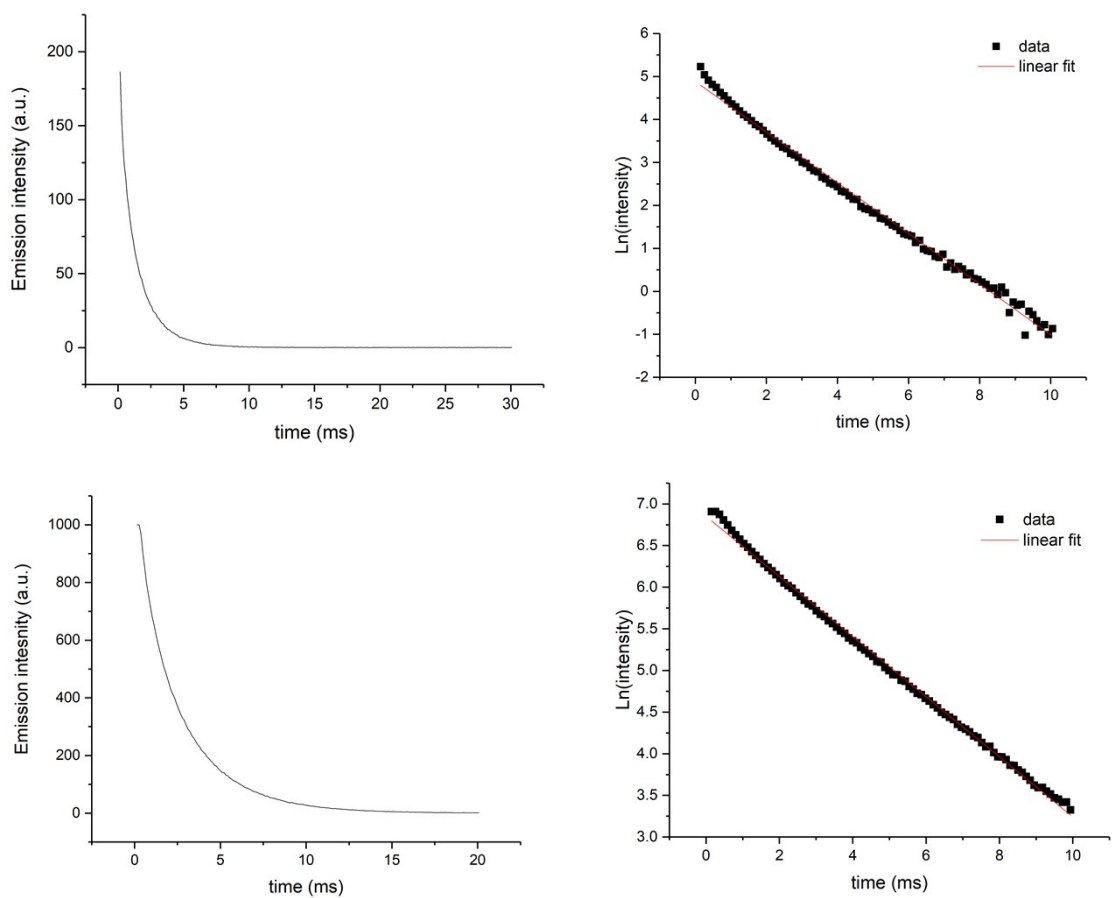 200
150
100
50
0
Emission intensity (a.u.)
0 5 10 15 20 25 30
time (ms)
6
5
4
3
2
1
0
-1
-2
Ln(intensity)
data
linear fit
0 2 4 6 8 10
time (ms)
1000
800
600
400
200
0
Emission intesnity (a.u.)
0 5 10 15 20
time (ms)
7.0
6.5
6.0
5.5
5.0
4.5
4.0
3.5
3.0
Ln(intensity)
data
linear fit
0 2 4 6 8 10
time (ms)